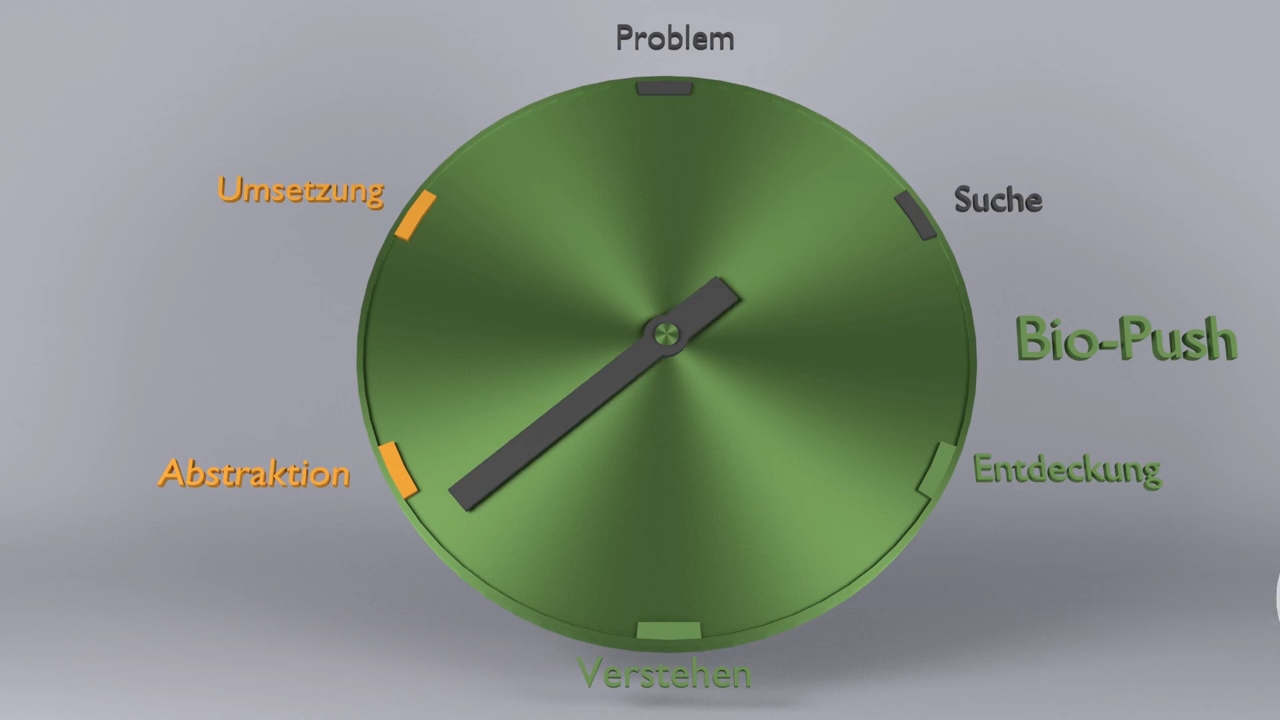 Problem
Umsetzung
Suche
Bio-Push
Abstraktion
Entdeckung
Verstehen